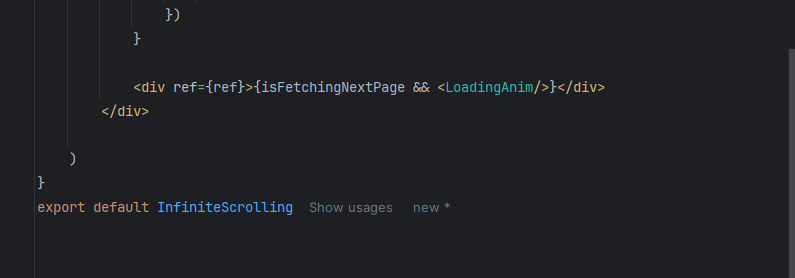 })
}
<div ref={ref}>{isFetchingNextPage && <LoadingAnim/>}</div>
</div>
)
}
export default InfiniteScrolling Show usages new *